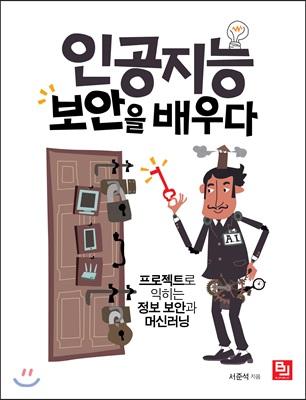 인공지능
보안을 배우다
A.I
프로젝트로
익히는
정보 보안과
머신러닝
서준석 지음
BJ